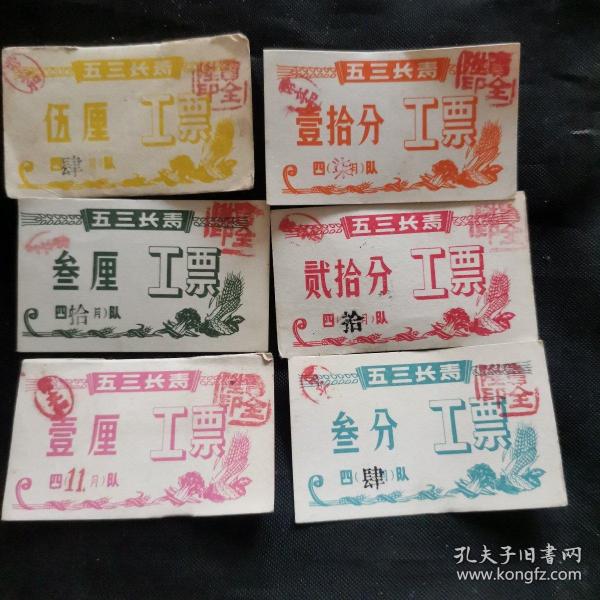 五三长寿
伍厘 工票
四 肆 队
五三长寿
壹拾分 工票
四( 月)队
五三长寿
叁厘 工票
四 拾 月)队
五三长寿
贰拾分 工票
四 拾 月)队
五三长寿
壹厘 工票
四(11月)队
五三长寿
叁分 工票
四(肆)队
孔夫子旧书网
www.kongfz.com